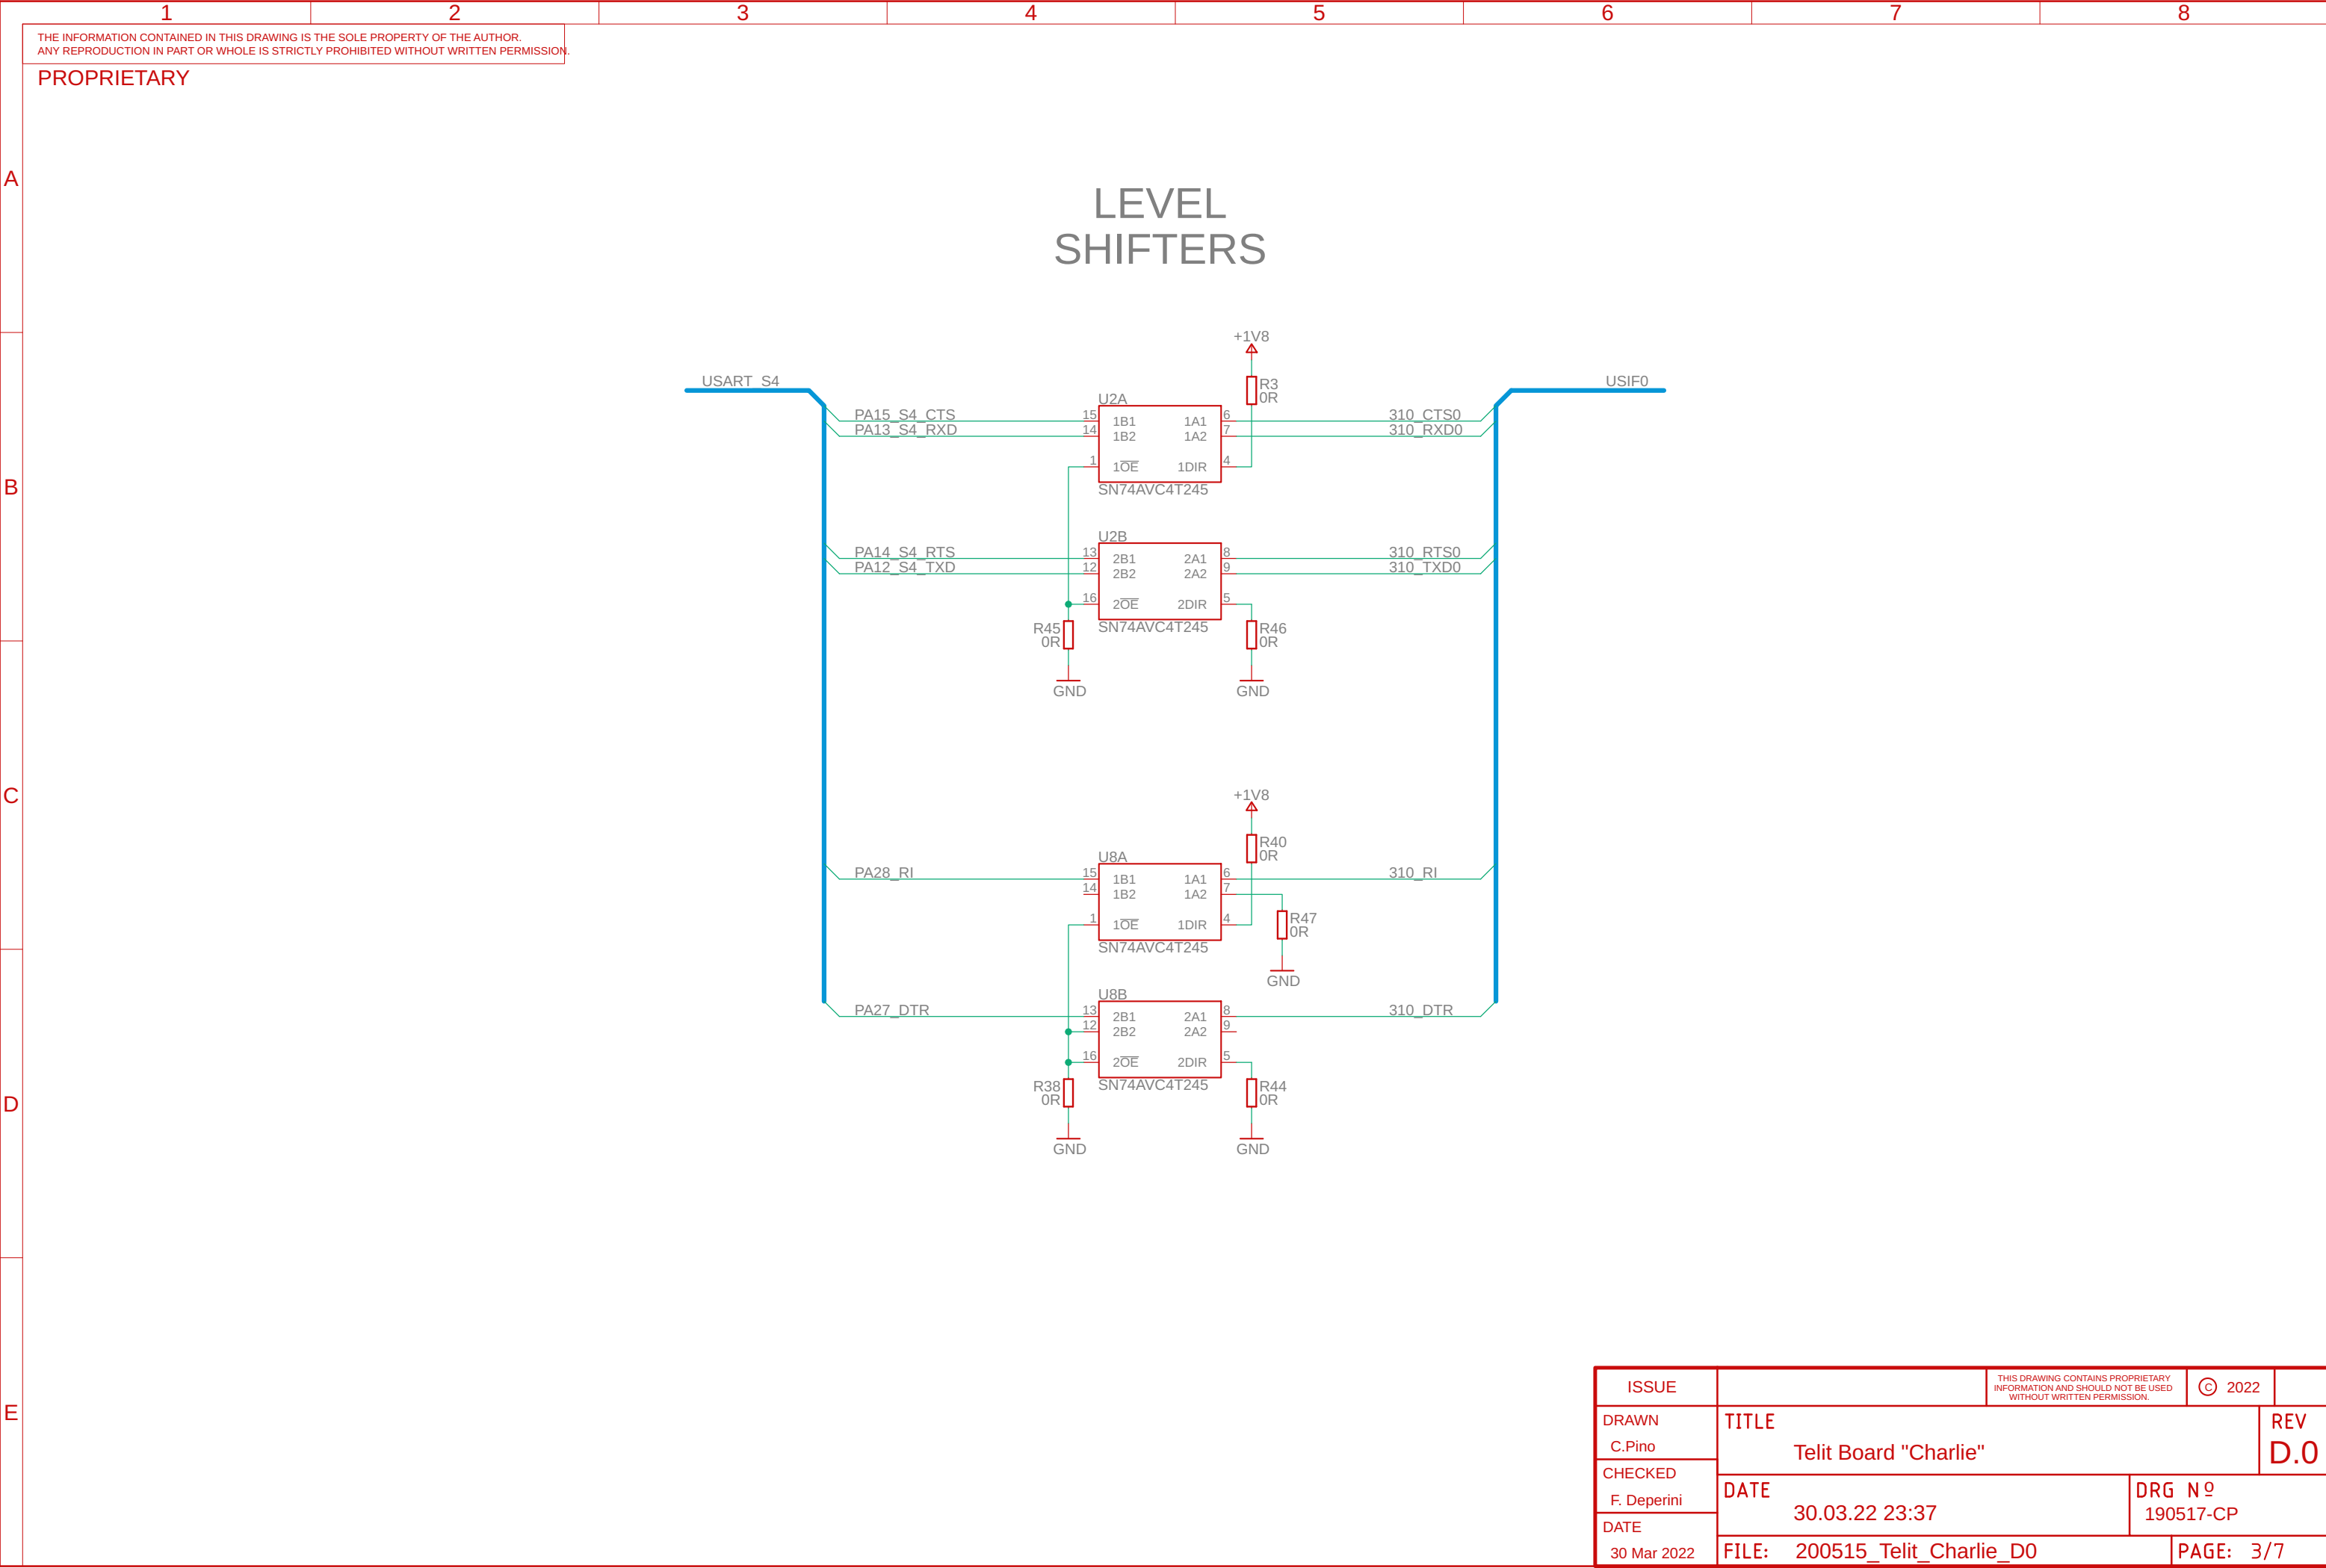 1 2 3 4 5 6 7 8
THE INFORMATION CONTAINED IN THIS DRAWING IS THE SOLE PROPERTY OF THE AUTHOR.
ANY REPRODUCTION IN PART OR WHOLE IS STRICTLY PROHIBITED WITHOUT WRITTEN PERMISSION.
PROPRIETARY
A
LEVEL
SHIFTERS
+1V8
USART_S4
USIF0
R3
0R
U2A
PA15_S4_CTS 15 1B1 1A1 6 310_CTS0
PA13_S4_RXD 14 1B2 1A2 7 310_RXD0
1 1OE 1DIR 4
SN74AVC4T245
B
U2B
PA14_S4_RTS 13 2B1 2A1 8 310_RTS0
PA12_S4_TXD 12 2B2 2A2 9 310_TXD0
16 2OE 2DIR 5
SN74AVC4T245
R45 R46
0R 0R
GND GND
C
+1V8
R40
0R
U8A
PA28_RI 15 1B1 1A1 6 310_RI
14 1B2 1A2 7
1 1OE 1DIR 4
R47
0R
SN74AVC4T245
GND
U8B
PA27_DTR 13 2B1 2A1 8 310_DTR
12 2B2 2A2 9
16 2OE 2DIR 5
SN74AVC4T245
R38 R44
0R 0R
D
GND GND
E
ISSUE
THIS DRAWING CONTAINS PROPRIETARY
INFORMATION AND SHOULD NOT BE USED
WITHOUT WRITTEN PERMISSION.
© 2022
DRAWN
C.Pino
TITLE
Telit Board "Charlie"
REV
D.0
CHECKED
F. Deperini
DATE
30.03.22 23:37
DRG Nº
190517-CP
DATE
30 Mar 2022
FILE: 200515_Telit_Charlie_D0
PAGE: 3/7